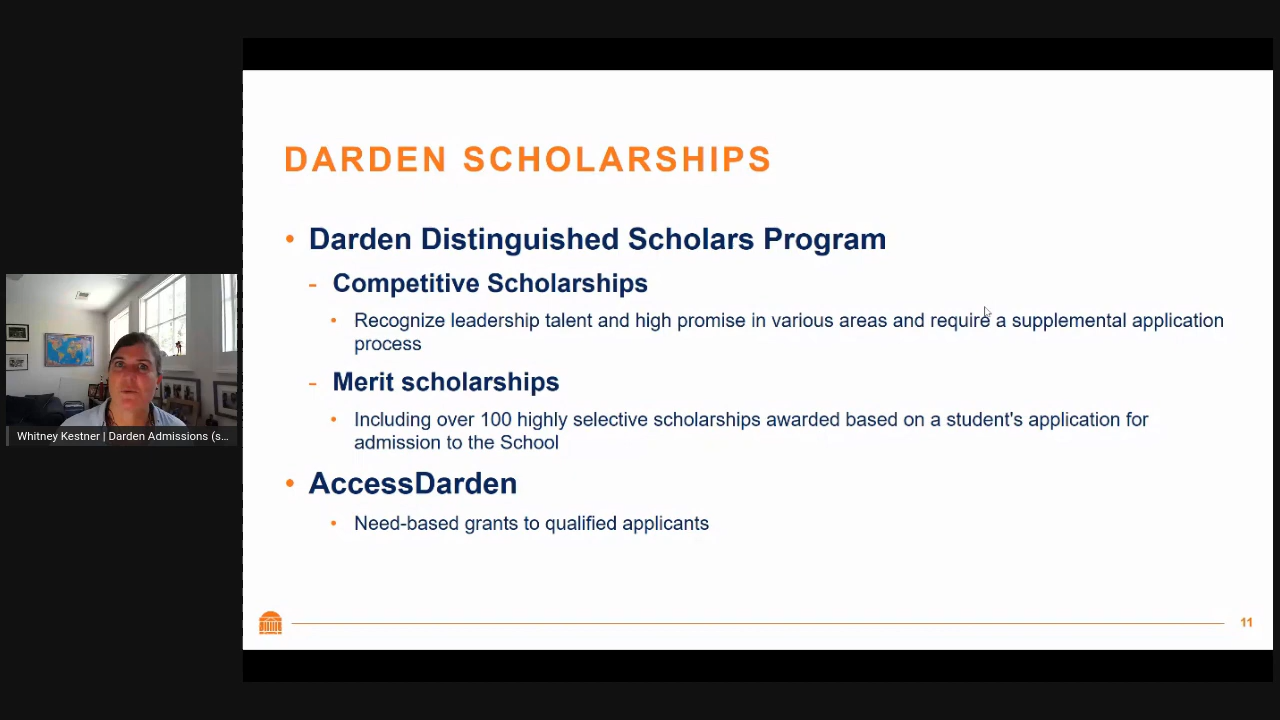 DARDEN SCHOLARSHIPS
• Darden Distinguished Scholars Program
- Competitive Scholarships
• Recognize leadership talent and high promise in various areas and require a supplemental application
process
- Merit scholarships
• Including over 100 highly selective scholarships awarded based on a student's application for
admission to the School
• AccessDarden
• Need-based grants to qualified applicants
Whitney Kestner | Darden Admissions (s...
11